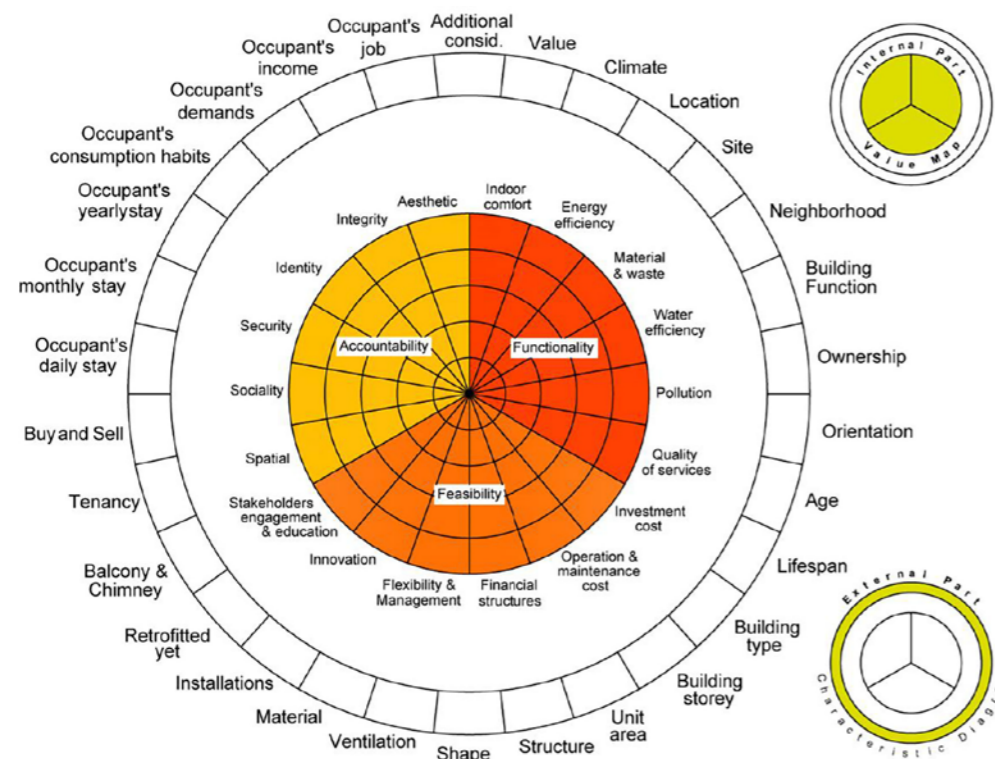 Additional
consid.
Value
Climate
Location
Site
Neighborhood
Building
Function
Ownership
Orientation
Age
Lifespan
Building
type
Building
storey
Unit
area
Structure
Shape
Ventilation
Material
Installations
Retrofitted
yet
Balcony &
Chimney
Tenancy
Buy and Sell
Occupant's
daily stay
Occupant's
monthly stay
Occupant's
yearlystay
Occupant's
consumption habits
Occupant's
demands
Occupant's
income
Occupant's
job
Indoor
comfort
Energy
efficiency
Material
& waste
Water
efficiency
Pollution
Quality
of services
Investment
cost
Operation &
maintenance
cost
Financial
structures
Flexibility &
Management
Innovation
Stakeholders
engagement
& education
Spatial
Sociality
Security
Identity
Integrity
Aesthetic
Accountability
Functionality
Feasibility
Internal Part
Value Map
External Part
Characteristic Diag